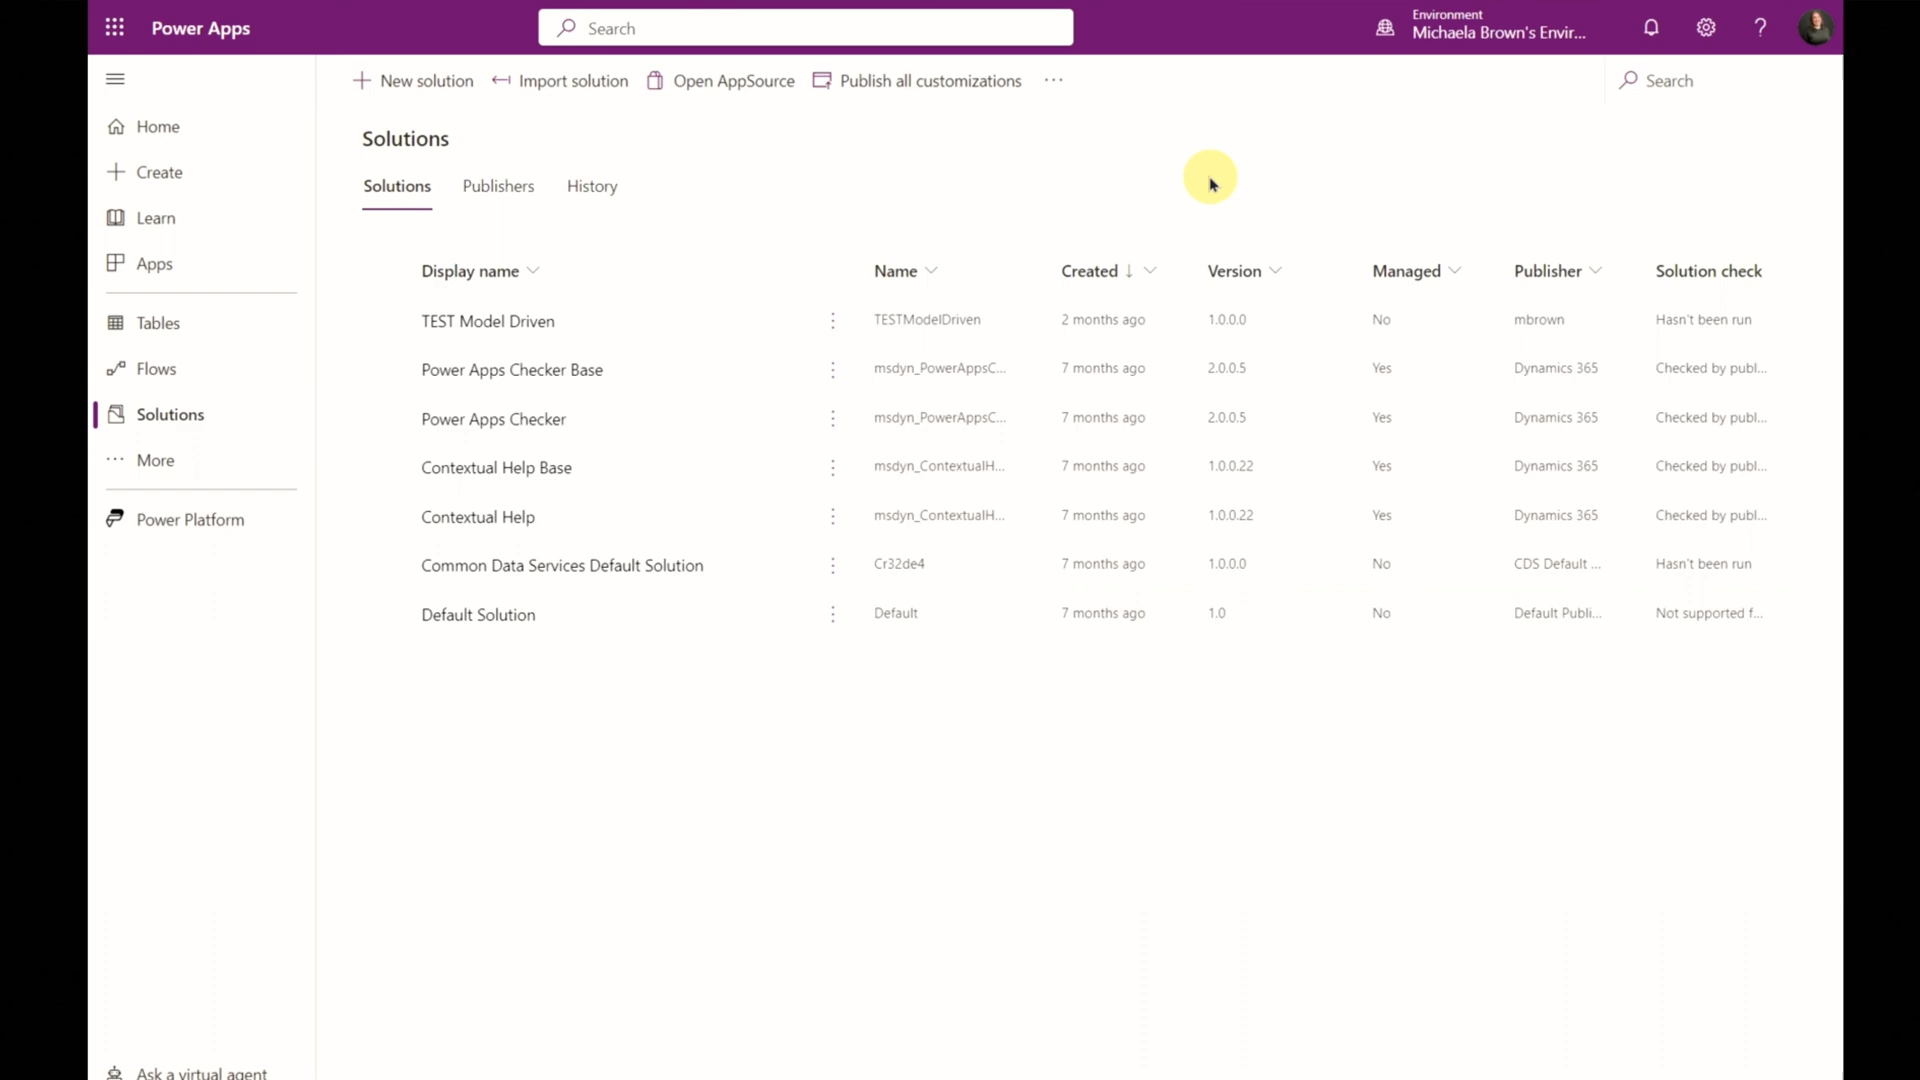 Power Apps
Search
Environment
Michaela Brown's Envir...
New solution
Import solution
Open AppSource
Publish all customizations
Search
Home
Create
Learn
Apps
Tables
Flows
Solutions
More
Power Platform
Ask a virtual agent
Solutions
Solutions Publishers History
Display name Name Created Version Managed Publisher Solution check
TEST Model Driven TESTModelDriven 2 months ago 1.0.0.0 No mbrown Hasn't been run
Power Apps Checker Base msdyn_PowerAppsC... 7 months ago 2.0.0.5 Yes Dynamics 365 Checked by publ...
Power Apps Checker msdyn_PowerAppsC... 7 months ago 2.0.0.5 Yes Dynamics 365 Checked by publ...
Contextual Help Base msdyn_ContextualH... 7 months ago 1.0.0.22 Yes Dynamics 365 Checked by publ...
Contextual Help msdyn_ContextualH... 7 months ago 1.0.0.22 Yes Dynamics 365 Checked by publ...
Common Data Services Default Solution Cr32de4 7 months ago 1.0.0.0 No CDS Default ... Hasn't been run
Default Solution Default 7 months ago 1.0 No Default Publi... Not supported f...